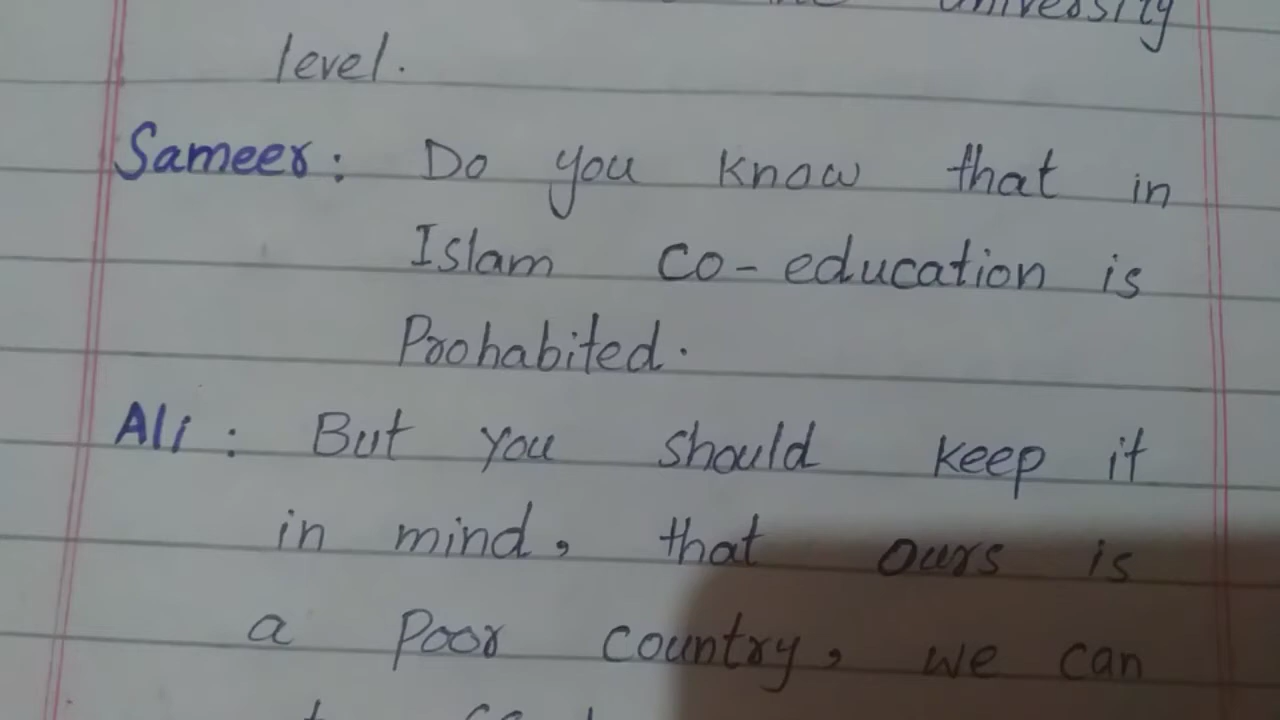 university
level.
Sameer: Do you know that in
Islam co-education is
Prohabited.
Ali: But you should keep it
in mind, that ours is
a poor country, we can